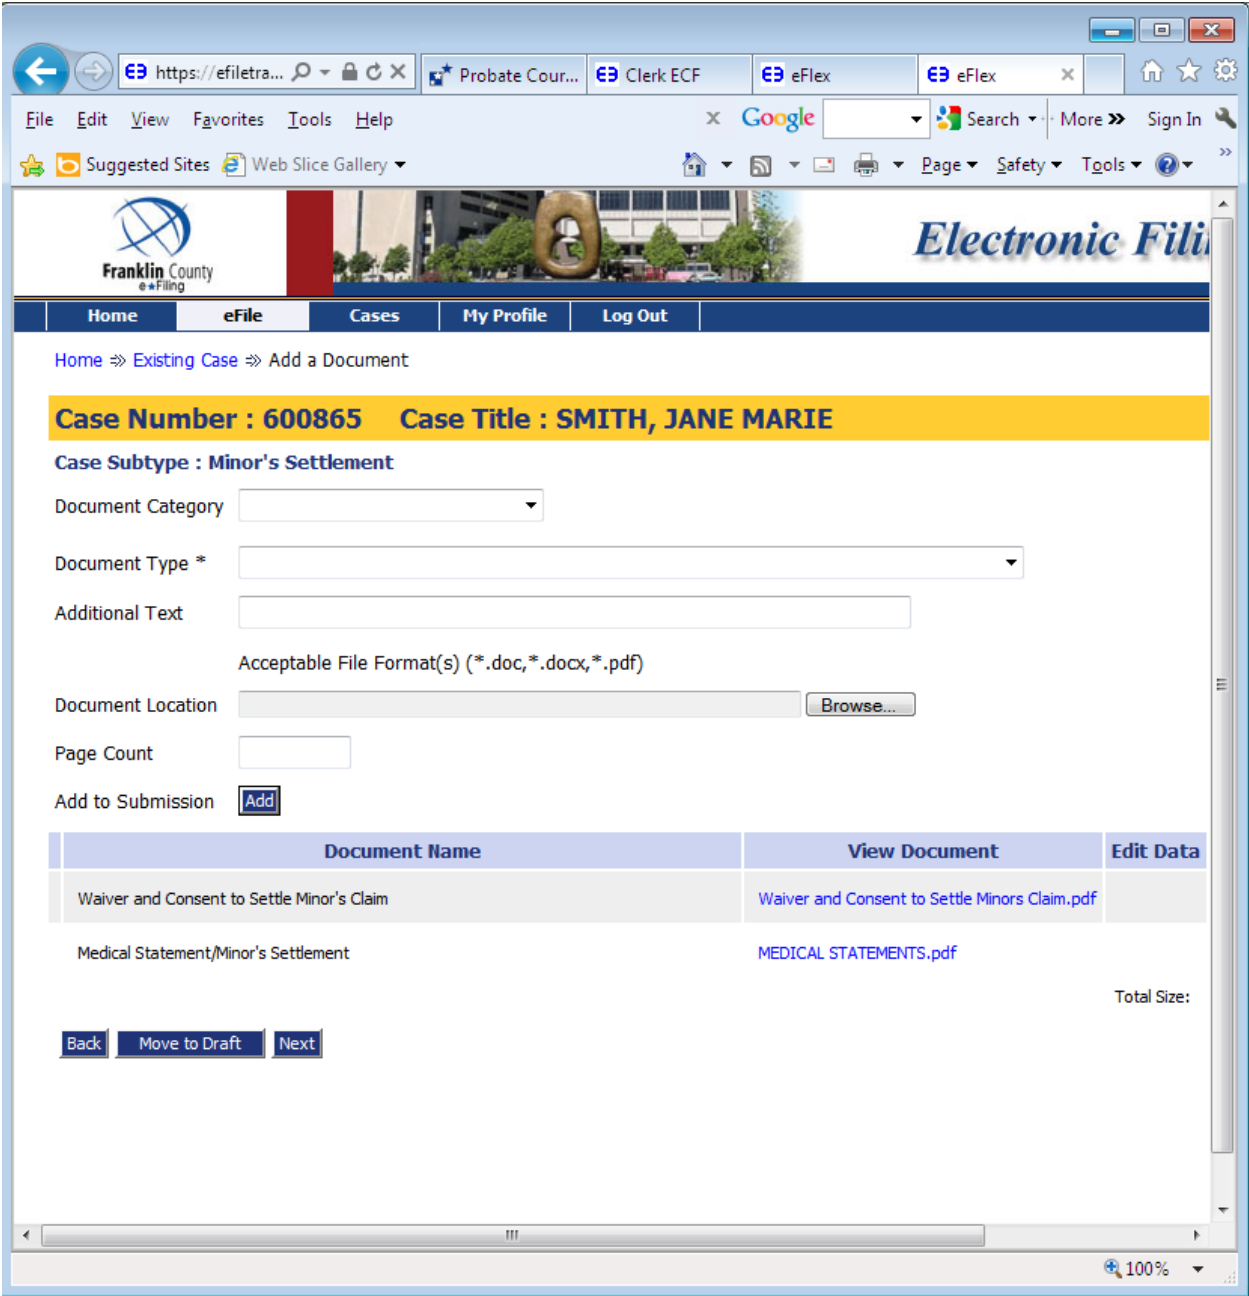 https://efiletra...
Probate Cour...
Clerk ECF
eFlex
eFlex
File Edit View Favorites Tools Help
x Google Search More » Sign In
Suggested Sites Web Slice Gallery
Page Safety Tools »
Franklin County
e★Filing
Electronic Fili
Home eFile Cases My Profile Log Out
Home ⇒ Existing Case ⇒ Add a Document
Case Number : 600865 Case Title : SMITH, JANE MARIE
Case Subtype : Minor's Settlement
Document Category
Document Type *
Additional Text
Acceptable File Format(s) (*.doc,*.docx,*.pdf)
Document Location Browse...
Page Count
Add to Submission Add
Document Name View Document Edit Data
Waiver and Consent to Settle Minor's Claim Waiver and Consent to Settle Minors Claim.pdf
Medical Statement/Minor's Settlement MEDICAL STATEMENTS.pdf
Total Size:
Back Move to Draft Next
100%